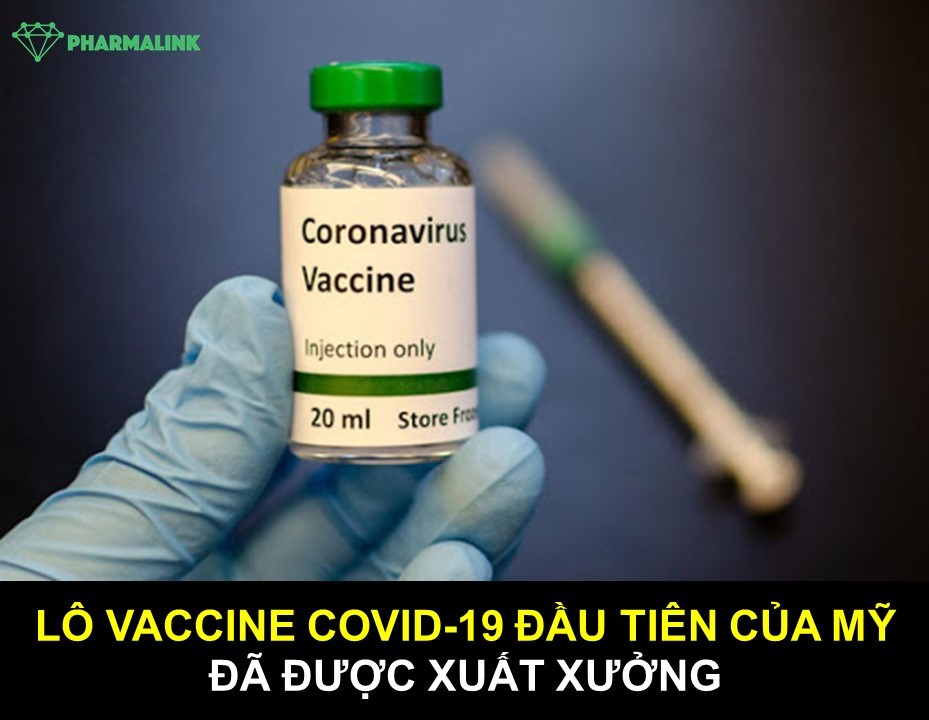 PHARMALINK
Coronavirus
Vaccine
Injection only
20 ml Store
LÔ VACCINE COVID-19 ĐẦU TIÊN CỦA MỸ
ĐÃ ĐƯỢC XUẤT XƯỞNG